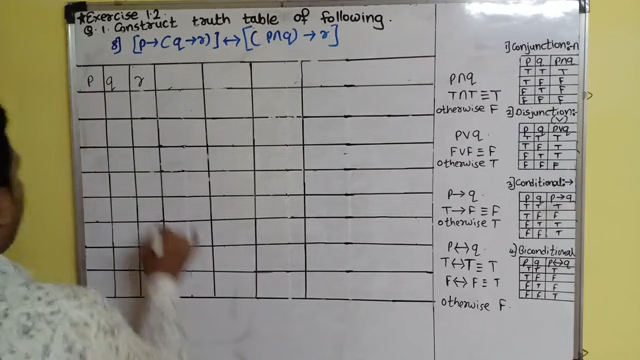 *Exercise 1.2
Q.1. Construct truth table of following.
8) [p→(q→r)]↔[(p∩q)→r]
p q r
p∩q
T∩T≡T
otherwise F
p∨q
F∨F≡F
otherwise T
p→q
T→F≡F
otherwise T
p↔q
T↔T≡T
F↔F≡T
otherwise F.
1] Conjunction:-∩
p q p∩q
T T T
T F F
F T F
F F F
2] Disjunction:-
(∨)
p q p∨q
T T T
T F T
F T T
F F F
3] Conditional:→
p q p→q
T T T
T F F
F T T
F F T
4] Biconditional
p q p↔q
T T T
T F F
F T F
F F T